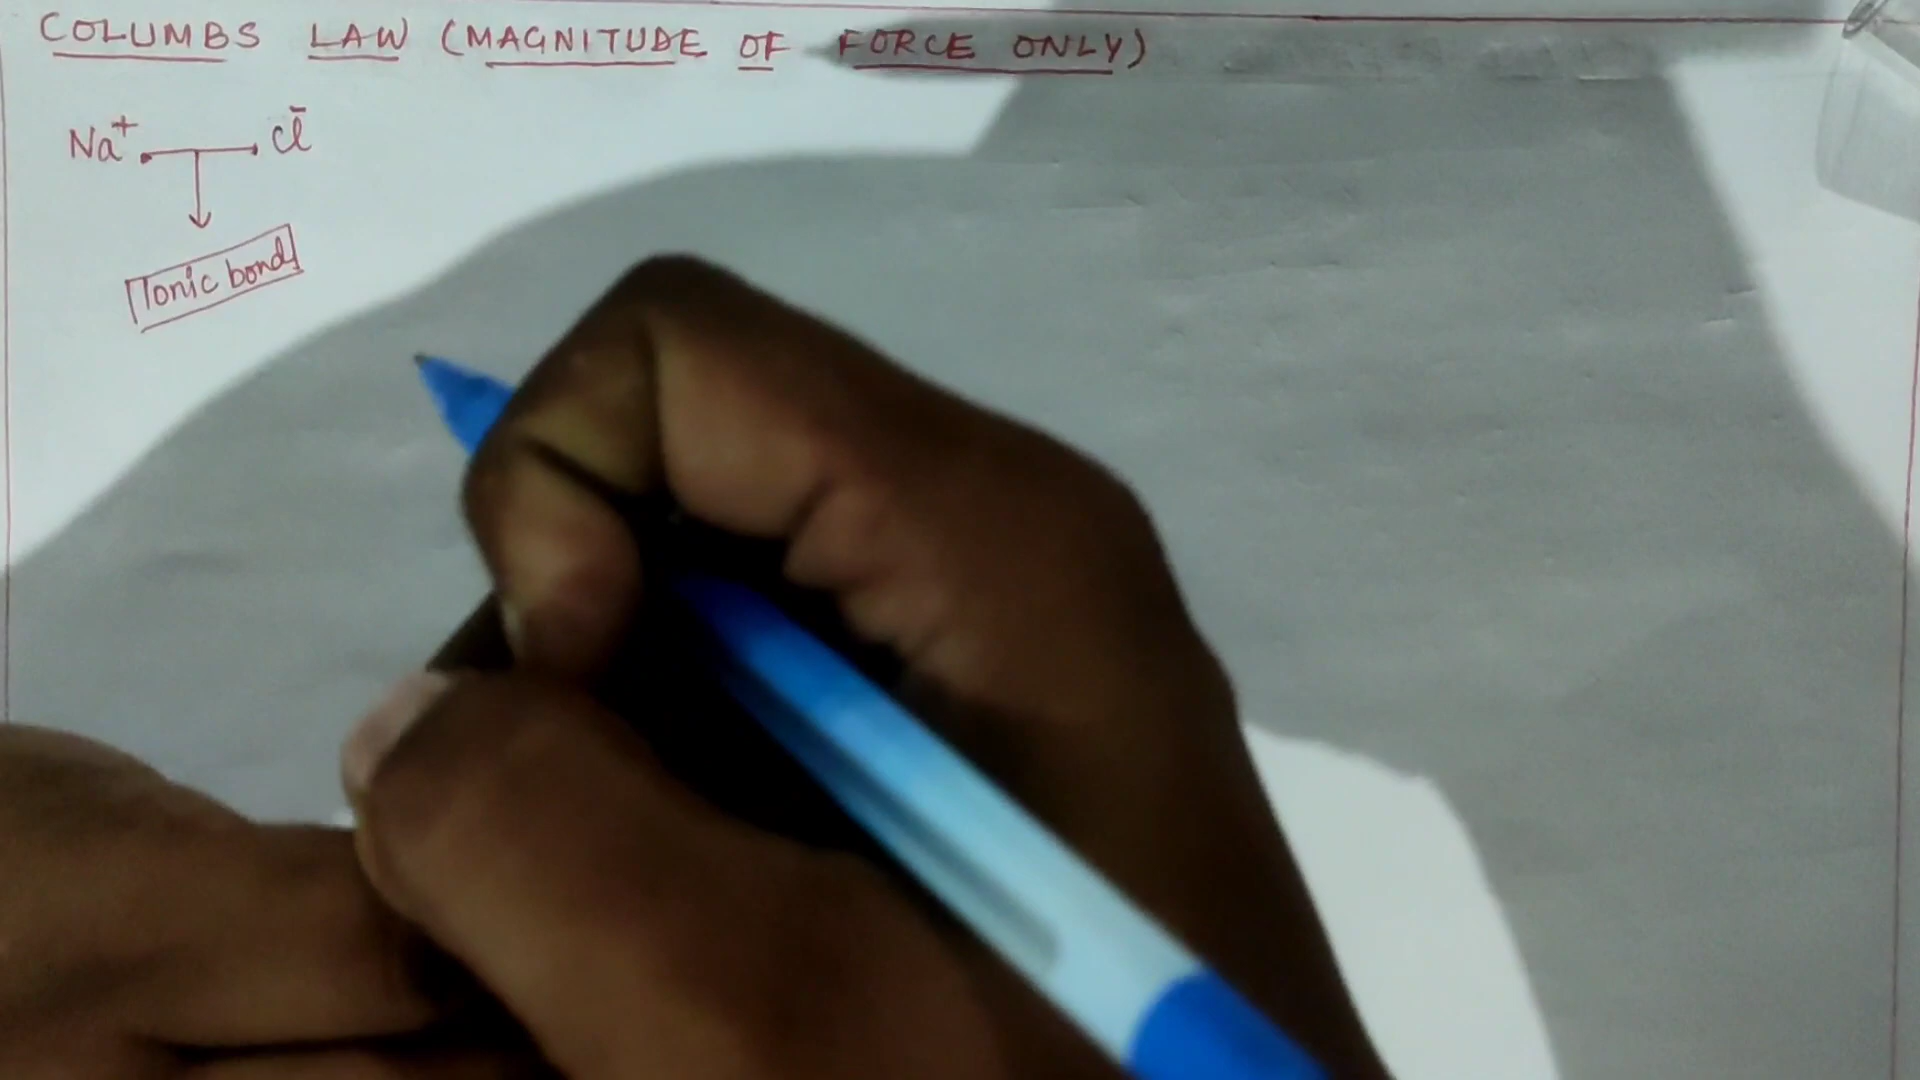 COLUMBS LAW (MAGNITUDE OF FORCE ONLY)
Na⁺ Cl⁻
Ionic bond